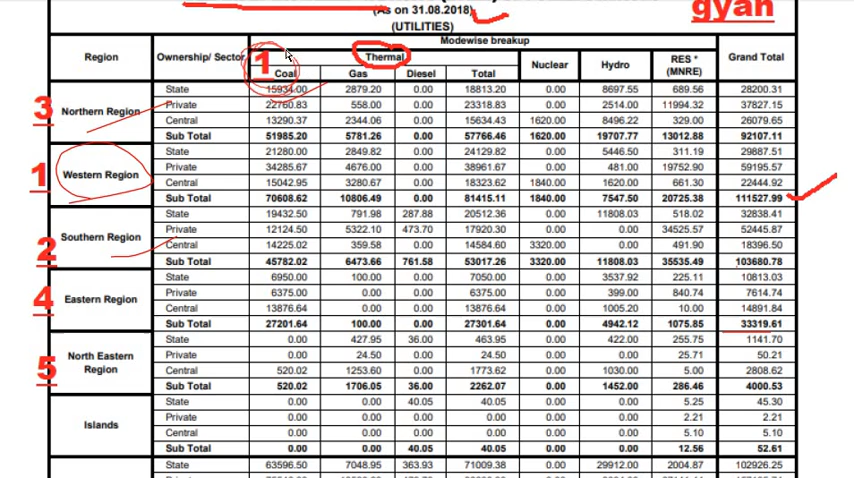 (As on 31.08.2018)
gyan
(UTILITIES)
Modewise breakup
Region Ownership/ Sector Thermal Nuclear Hydro RES * (MNRE) Grand Total
1 Coal Gas Diesel Total
State 15934.00 2879.20 0.00 18813.20 0.00 8697.55 689.56 28200.31
3 Northern Region Private 22760.83 558.00 0.00 23318.83 0.00 2514.00 11994.32 37827.15
Central 13290.37 2344.06 0.00 15634.43 1620.00 8496.22 329.00 26079.65
Sub Total 51985.20 5781.26 0.00 57766.46 1620.00 19707.77 13012.88 92107.11
State 21280.00 2849.82 0.00 24129.82 0.00 5446.50 311.19 29887.51
1 Western Region Private 34285.67 4676.00 0.00 38961.67 0.00 481.00 19752.90 59195.57
Central 15042.95 3280.67 0.00 18323.62 1840.00 1620.00 661.30 22444.92
Sub Total 70608.62 10806.49 0.00 81415.11 1840.00 7547.50 20725.38 111527.99
State 19432.50 791.98 287.88 20512.36 0.00 11808.03 518.02 32838.41
2 Southern Region Private 12124.50 5322.10 473.70 17920.30 0.00 0.00 34525.57 52445.87
Central 14225.02 359.58 0.00 14584.60 3320.00 0.00 491.90 18396.50
Sub Total 45782.02 6473.66 761.58 53017.26 3320.00 11808.03 35535.49 103680.78
State 6950.00 100.00 0.00 7050.00 0.00 3537.92 225.11 10813.03
4 Eastern Region Private 6375.00 0.00 0.00 6375.00 0.00 399.00 840.74 7614.74
Central 13876.64 0.00 0.00 13876.64 0.00 1005.20 10.00 14891.84
Sub Total 27201.64 100.00 0.00 27301.64 0.00 4942.12 1075.85 33319.61
State 0.00 427.95 36.00 463.95 0.00 422.00 255.75 1141.70
5 North Eastern Region Private 0.00 24.50 0.00 24.50 0.00 0.00 25.71 50.21
Central 520.02 1253.60 0.00 1773.62 0.00 1030.00 5.00 2808.62
Sub Total 520.02 1706.05 36.00 2262.07 0.00 1452.00 286.46 4000.53
State 0.00 0.00 40.05 40.05 0.00 0.00 5.25 45.30
Islands Private 0.00 0.00 0.00 0.00 0.00 0.00 2.21 2.21
Central 0.00 0.00 0.00 0.00 0.00 0.00 5.10 5.10
Sub Total 0.00 0.00 40.05 40.05 0.00 0.00 12.56 52.61
State 63596.50 7048.95 363.93 71009.38 0.00 29912.00 2004.87 102926.25